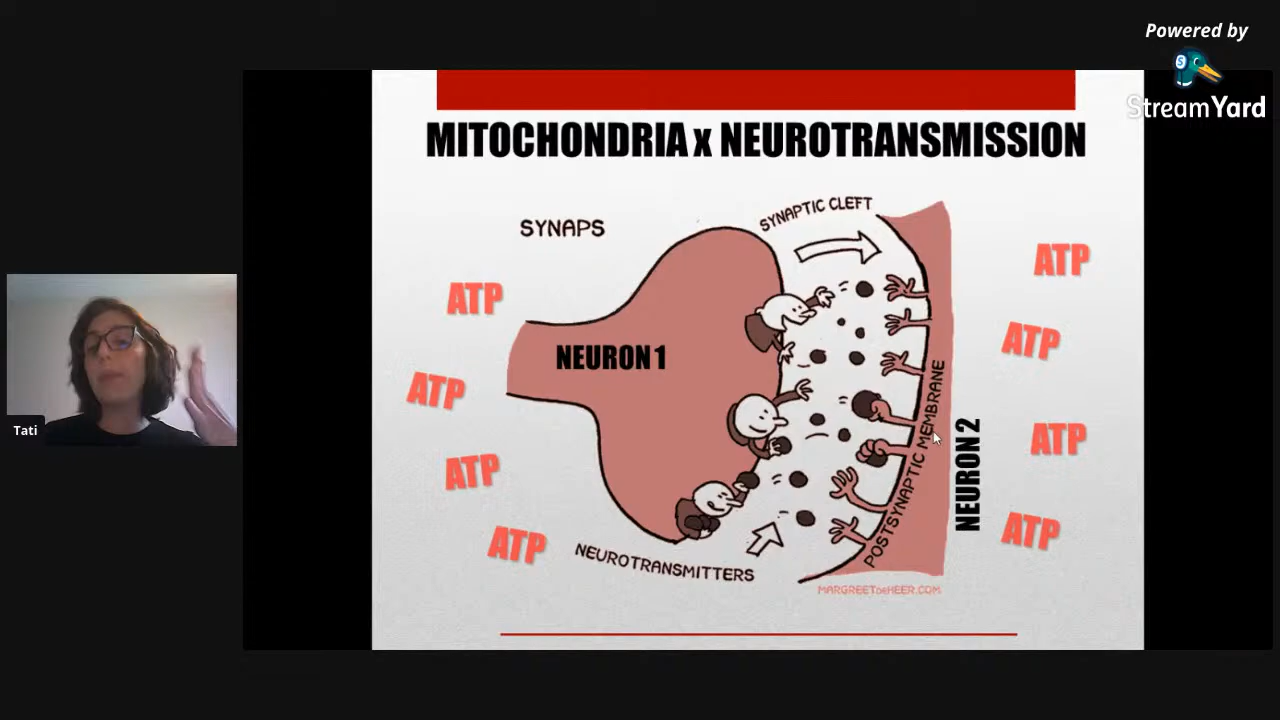 Powered by
StreamYard
MITOCHONDRIA x NEUROTRANSMISSION
SYNAPS
SYNAPTIC CLEFT
ATP
ATP
ATP
ATP
NEURON 1
NEUROTRANSMITTERS
POSTSYNAPTIC MEMBRANE
NEURON 2
ATP
ATP
ATP
ATP
MARGREETdeHEER.COM
Tati